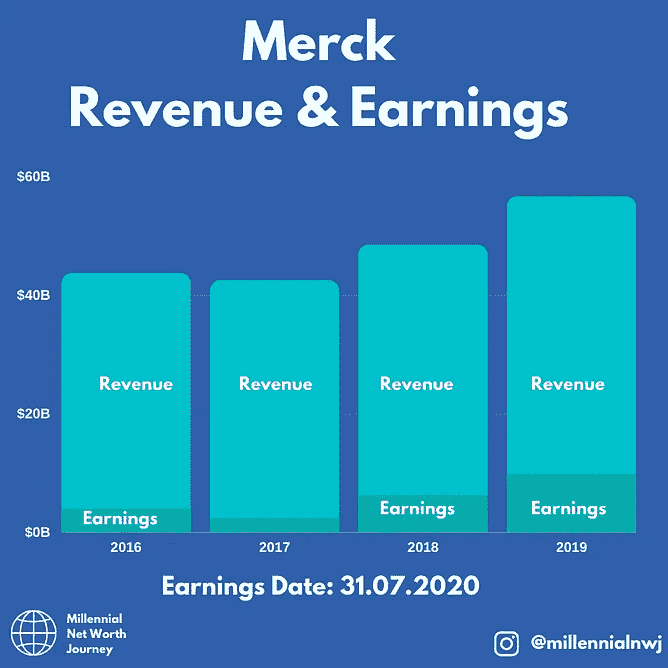 Merck
Revenue & Earnings
$60B
$40B
$20B
$0B
Revenue
Revenue
Revenue
Revenue
Earnings
Earnings
Earnings
2016
2017
2018
2019
Earnings Date: 31.07.2020
Millennial
Net Worth
Journey
@millennialnwj